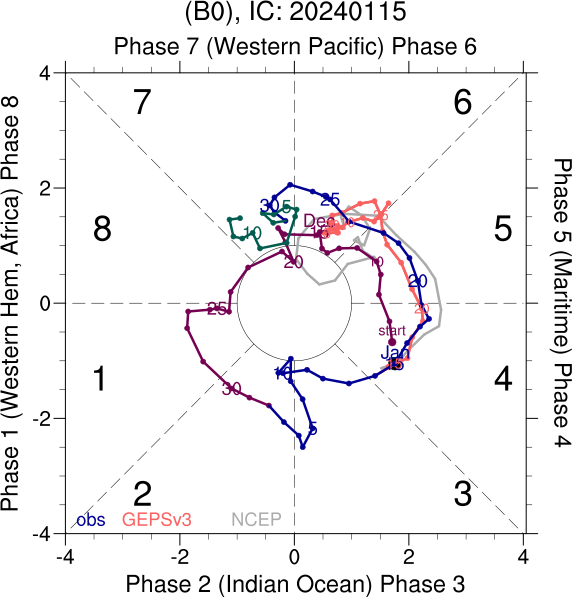 (B0), IC: 20240115
Phase 7 (Western Pacific) Phase 6
4
2
0
-2
-4
Phase 1 (Western Hem, Africa) Phase 8
7
6
8
5
1
4
2
3
30
25
5
Dec
10
20
25
30
10
5
20
start
Jan
15
obs GEPSv3 NCEP
-4 -2 0 2 4
Phase 2 (Indian Ocean) Phase 3
Phase 5 (Maritime) Phase 4